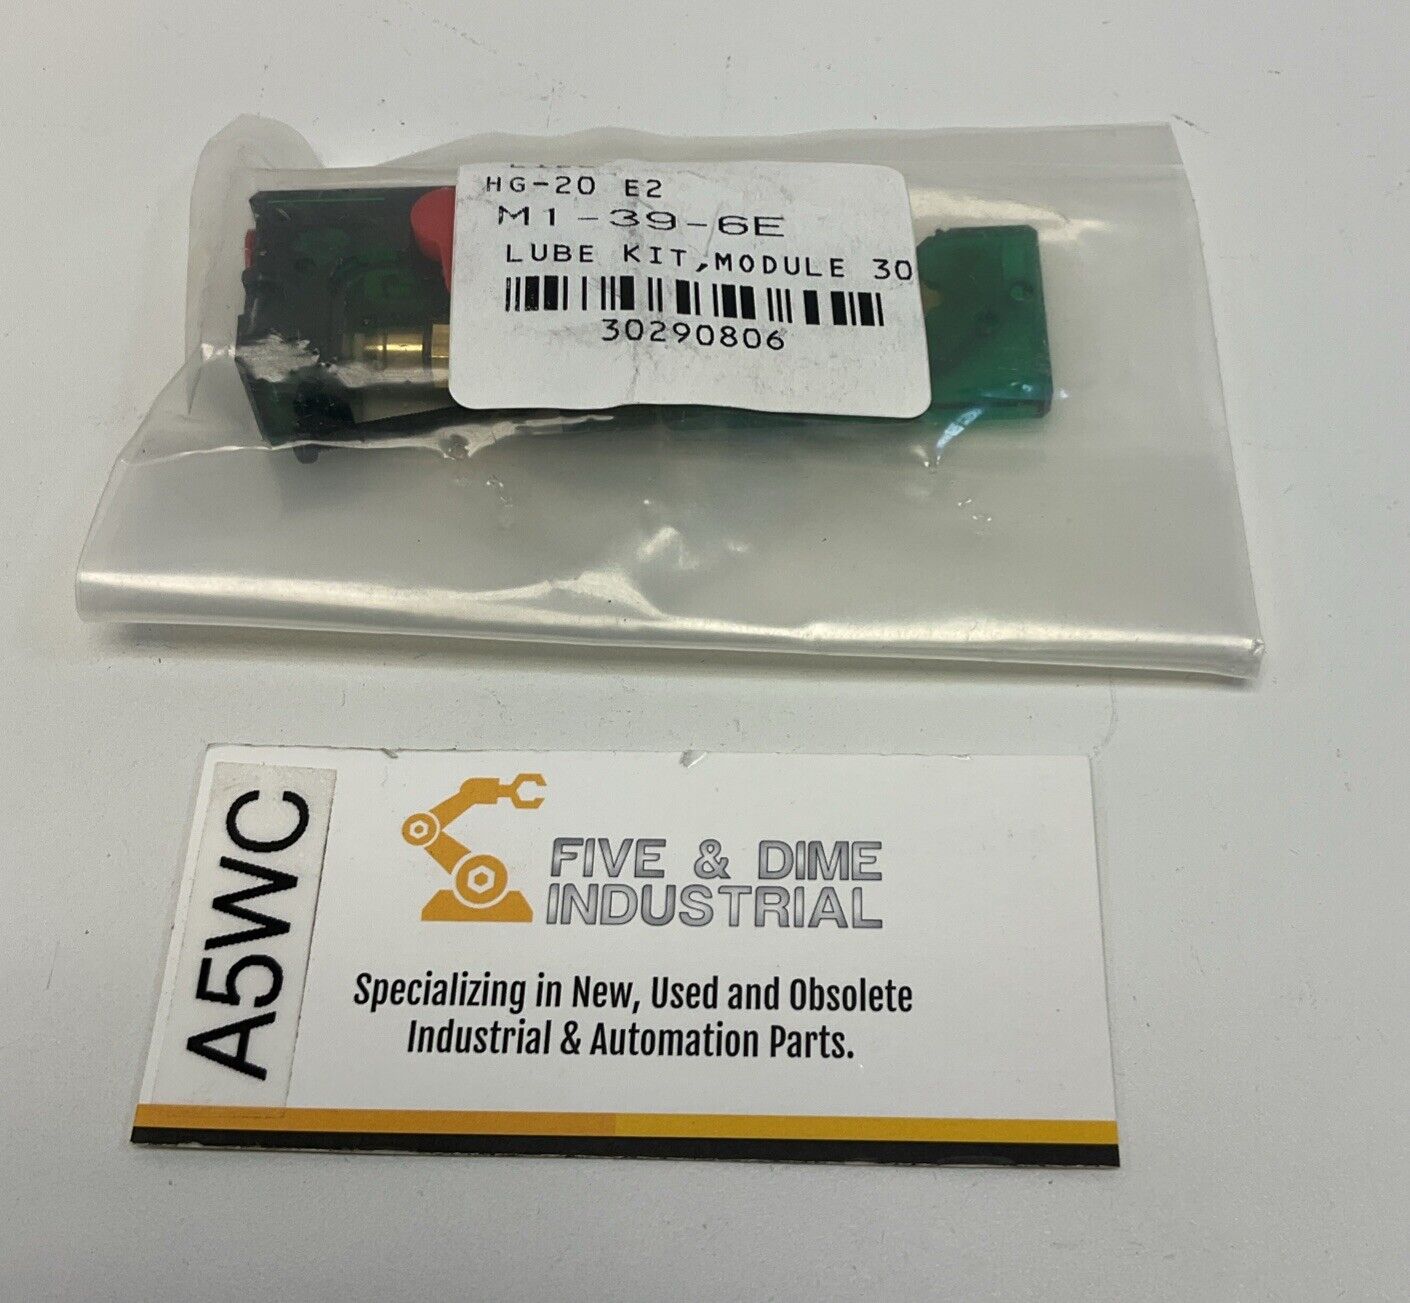 HG-20 E2
M1-39-6E
LUBE KIT,MODULE 30
30290806
A5WC
FIVE & DIME
INDUSTRIAL
Specializing in New, Used and Obsolete
Industrial & Automation Parts.